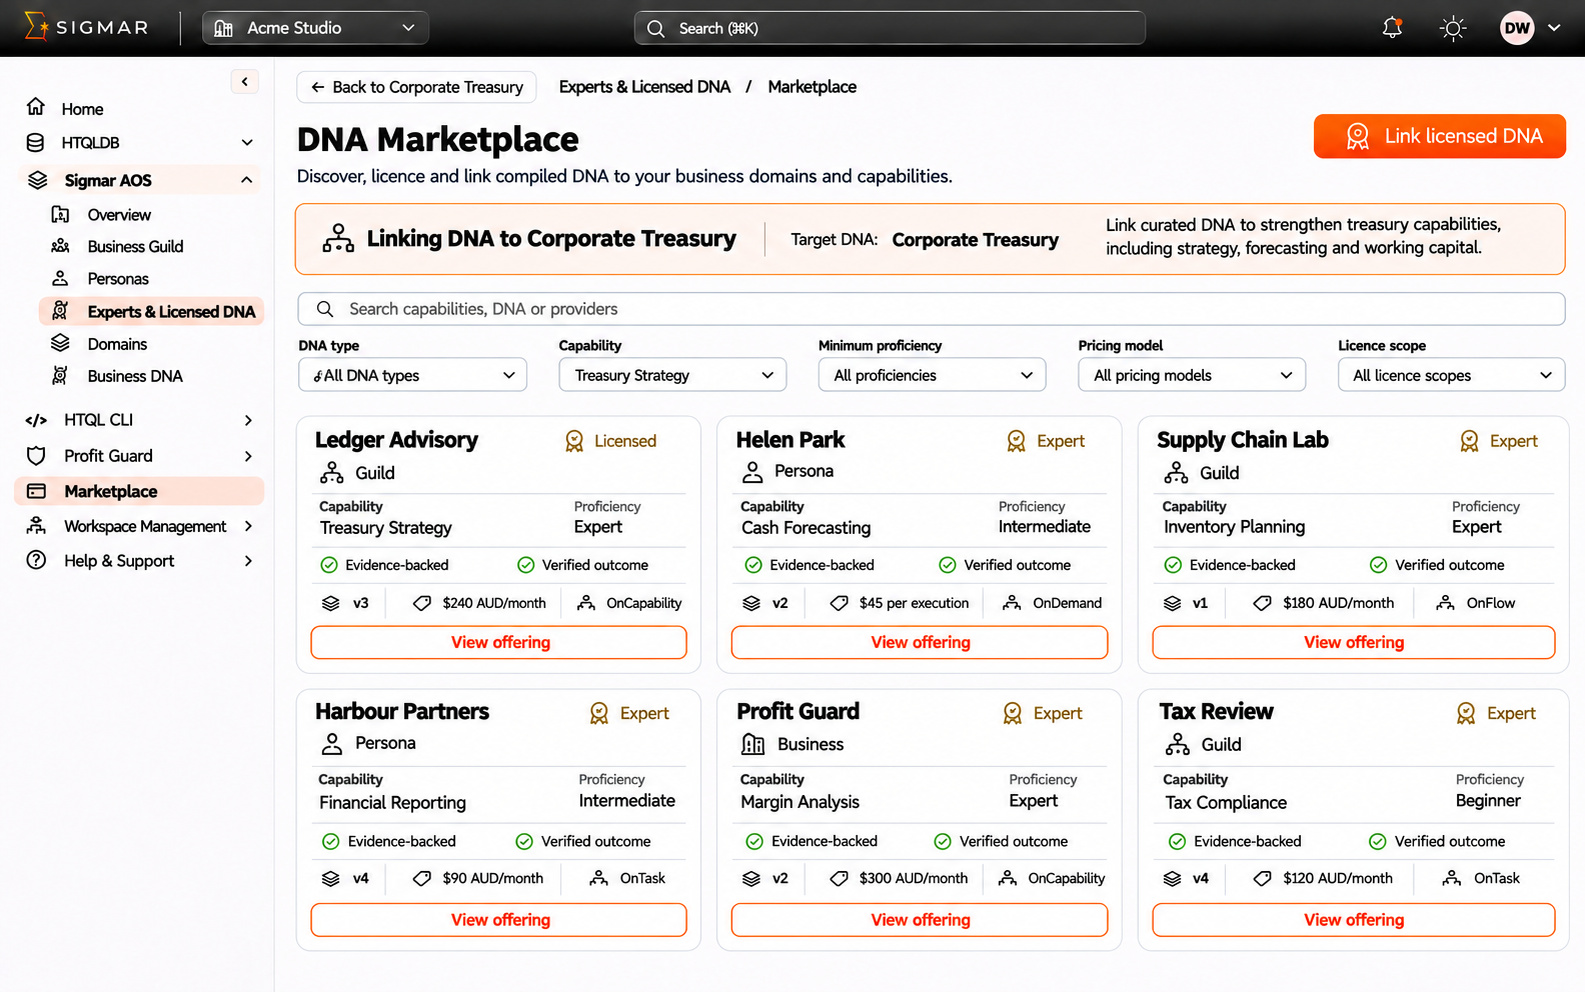 SIGMAR
Acme Studio
Search (⌘K)
DW
Home
HTQLDB
Sigmar AOS
Overview
Business Guild
Personas
Experts & Licensed DNA
Domains
Business DNA
HTQL CLI
Profit Guard
Marketplace
Workspace Management
Help & Support
Back to Corporate Treasury
Experts & Licensed DNA / Marketplace
DNA Marketplace
Link licensed DNA
Discover, licence and link compiled DNA to your business domains and capabilities.
Linking DNA to Corporate Treasury
Target DNA: Corporate Treasury
Link curated DNA to strengthen treasury capabilities,
including strategy, forecasting and working capital.
Search capabilities, DNA or providers
DNA type
All DNA types
Capability
Treasury Strategy
Minimum proficiency
All proficiencies
Pricing model
All pricing models
Licence scope
All licence scopes
Ledger Advisory
Licensed
Guild
Capability
Treasury Strategy
Proficiency
Expert
Evidence-backed
Verified outcome
v3
$240 AUD/month
OnCapability
View offering
Helen Park
Expert
Persona
Capability
Cash Forecasting
Proficiency
Intermediate
Evidence-backed
Verified outcome
v2
$45 per execution
OnDemand
View offering
Supply Chain Lab
Expert
Guild
Capability
Inventory Planning
Proficiency
Expert
Evidence-backed
Verified outcome
v1
$180 AUD/month
OnFlow
View offering
Harbour Partners
Expert
Persona
Capability
Financial Reporting
Proficiency
Intermediate
Evidence-backed
Verified outcome
v4
$90 AUD/month
OnTask
View offering
Profit Guard
Expert
Business
Capability
Margin Analysis
Proficiency
Expert
Evidence-backed
Verified outcome
v2
$300 AUD/month
OnCapability
View offering
Tax Review
Expert
Guild
Capability
Tax Compliance
Proficiency
Beginner
Evidence-backed
Verified outcome
v4
$120 AUD/month
OnTask
View offering